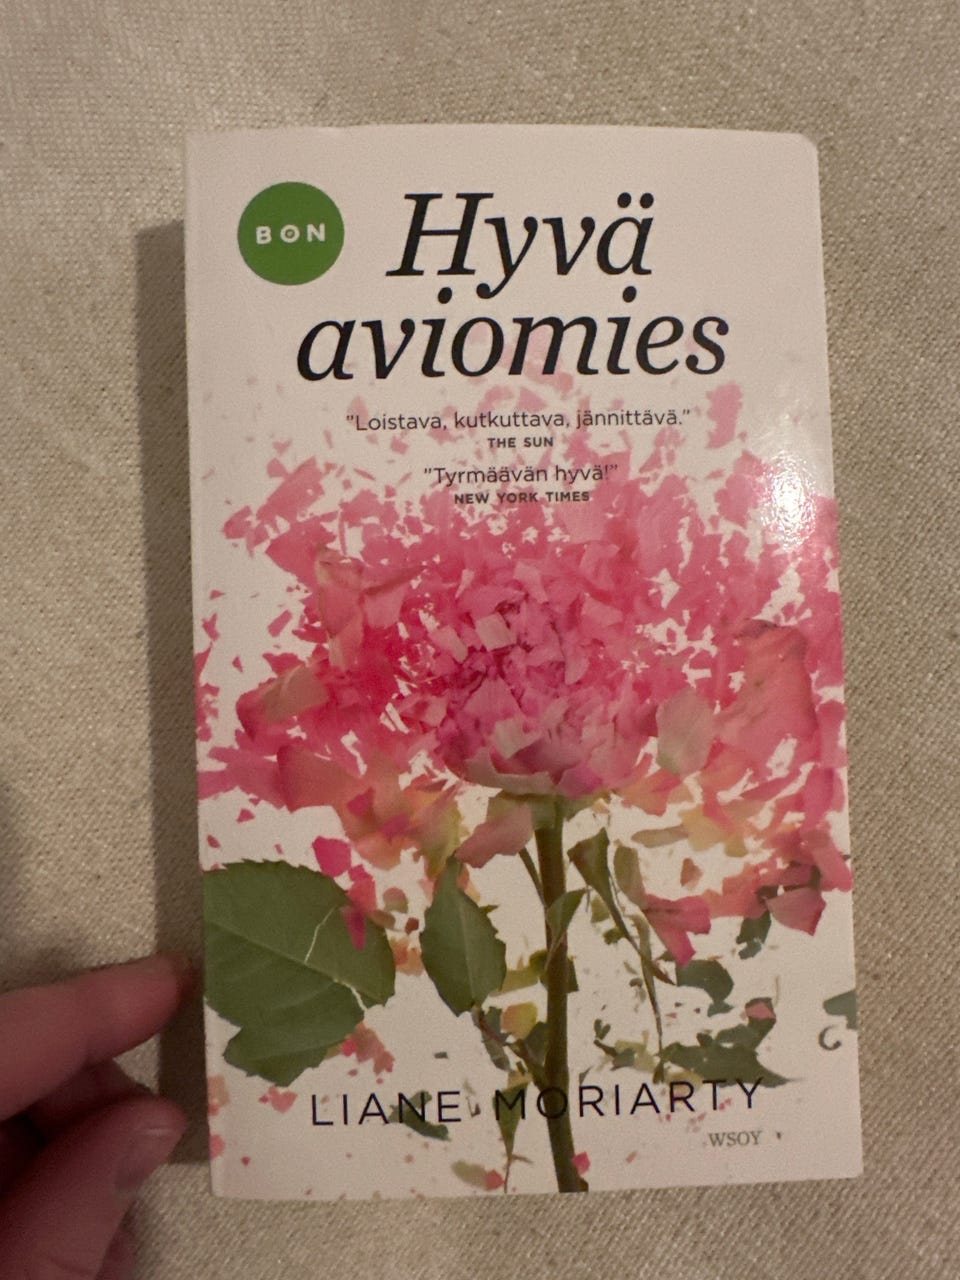 BON
Hyvä
aviomies
"Loistava, kutkuttava, jännittävä."
THE SUN
"Tyrmäävän hyvä!"
NEW YORK TIMES
LIANE MORIARTY
WSOY